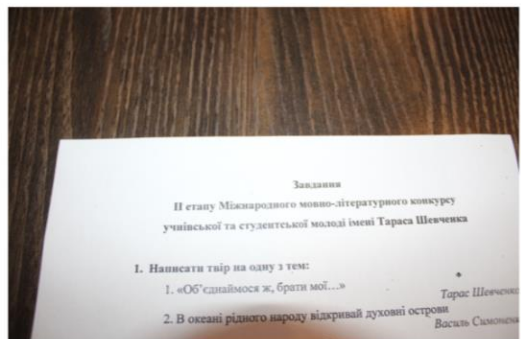 Завдання
ІІ етапу Міжнародного мовно-літературного конкурсу
учнівської та студентської молоді імені Тараса Шевченка
І. Написати твір на одну з тем:
1. «Об’єднаймося ж, брати мої…»
Тарас Шевченко
2. В океані рідного народу відкривай духовні острови
Василь